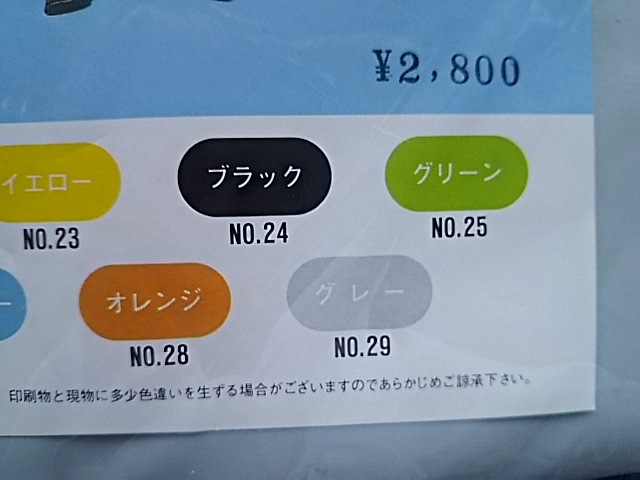 ¥2,800
イエロー
ブラック
グリーン
NO.23
NO.24
NO.25
ー
オレンジ
グレー
NO.28
NO.29
印刷物と現物に多少色違いを生ずる場合がございますのであらかじめご諒承下さい。